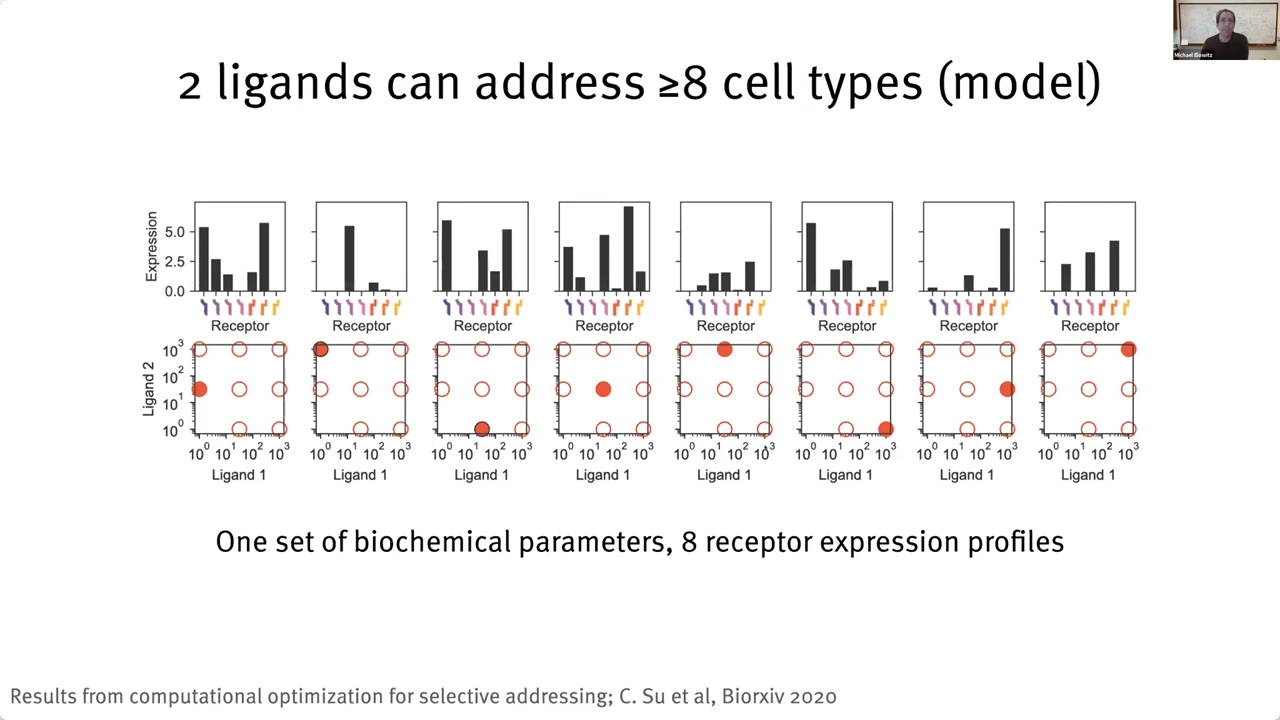 Michael Elowitz
2 ligands can address ≥8 cell types (model)
Expression
5.0
2.5
0.0
Receptor Receptor Receptor Receptor Receptor Receptor Receptor Receptor
Ligand 2
10³
10²
10¹
10⁰
10⁰ 10¹ 10² 10³ 10⁰ 10¹ 10² 10³ 10⁰ 10¹ 10² 10³ 10⁰ 10¹ 10² 10³ 10⁰ 10¹ 10² 10³ 10⁰ 10¹ 10² 10³ 10⁰ 10¹ 10² 10³ 10⁰ 10¹ 10² 10³
Ligand 1 Ligand 1 Ligand 1 Ligand 1 Ligand 1 Ligand 1 Ligand 1 Ligand 1
One set of biochemical parameters, 8 receptor expression profiles
Results from computational optimization for selective addressing; C. Su et al, Biorxiv 2020